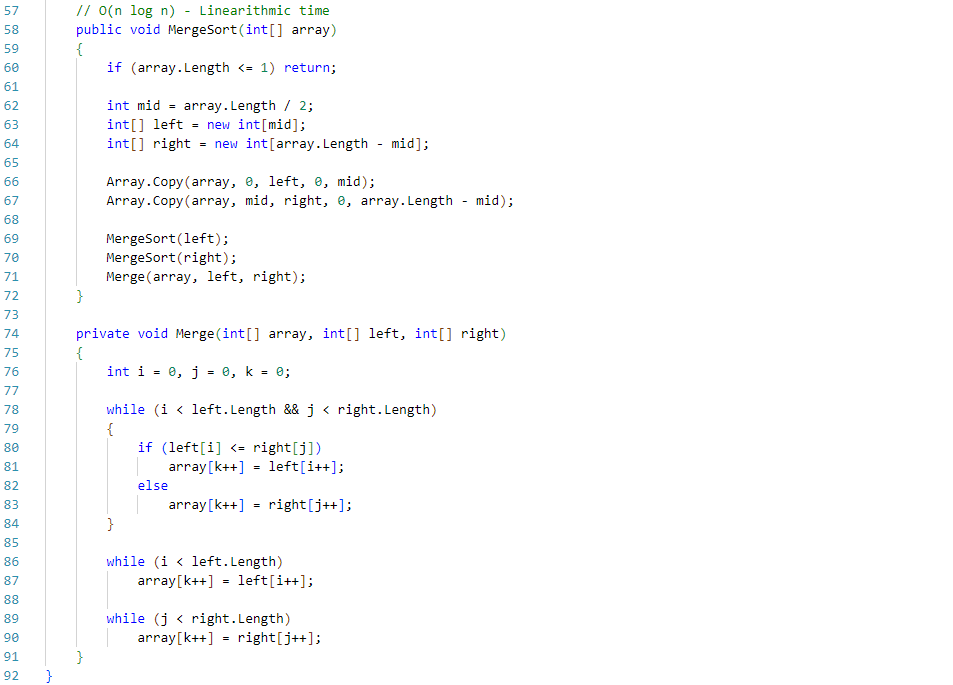 57 // O(n log n) - Linearithmic time
58 public void MergeSort(int[] array)
59 {
60 if (array.Length <= 1) return;
61
62 int mid = array.Length / 2;
63 int[] left = new int[mid];
64 int[] right = new int[array.Length - mid];
65
66 Array.Copy(array, 0, left, 0, mid);
67 Array.Copy(array, mid, right, 0, array.Length - mid);
68
69 MergeSort(left);
70 MergeSort(right);
71 Merge(array, left, right);
72 }
73
74 private void Merge(int[] array, int[] left, int[] right)
75 {
76 int i = 0, j = 0, k = 0;
77
78 while (i < left.Length && j < right.Length)
79 {
80 if (left[i] <= right[j])
81 array[k++] = left[i++];
82 else
83 array[k++] = right[j++];
84 }
85
86 while (i < left.Length)
87 array[k++] = left[i++];
88
89 while (j < right.Length)
90 array[k++] = right[j++];
91 }
92 }